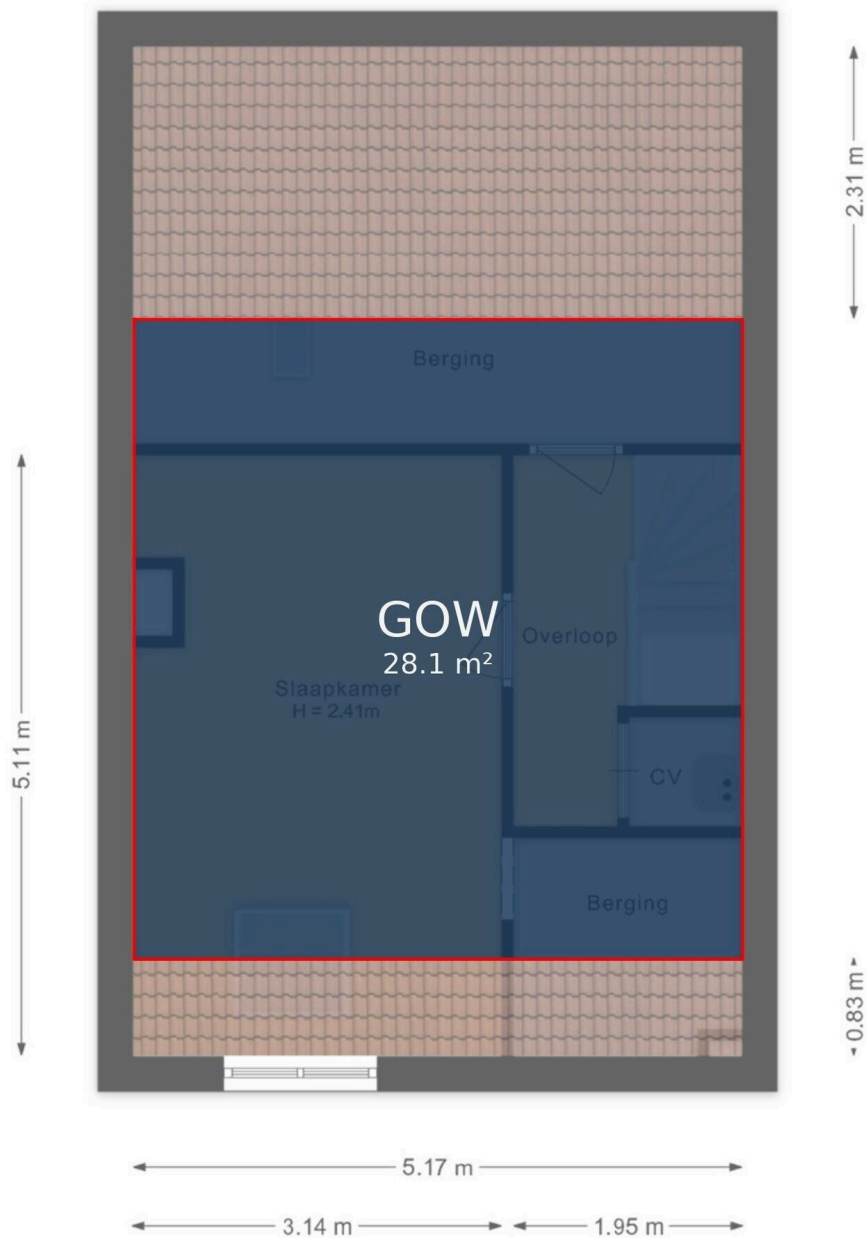 2.31 m
Berging
GOW
28.1 m²
Overloop
Slaapkamer
H = 2.41m
5.11 m
CV
Berging
0.83 m
5.17 m
3.14 m
1.95 m